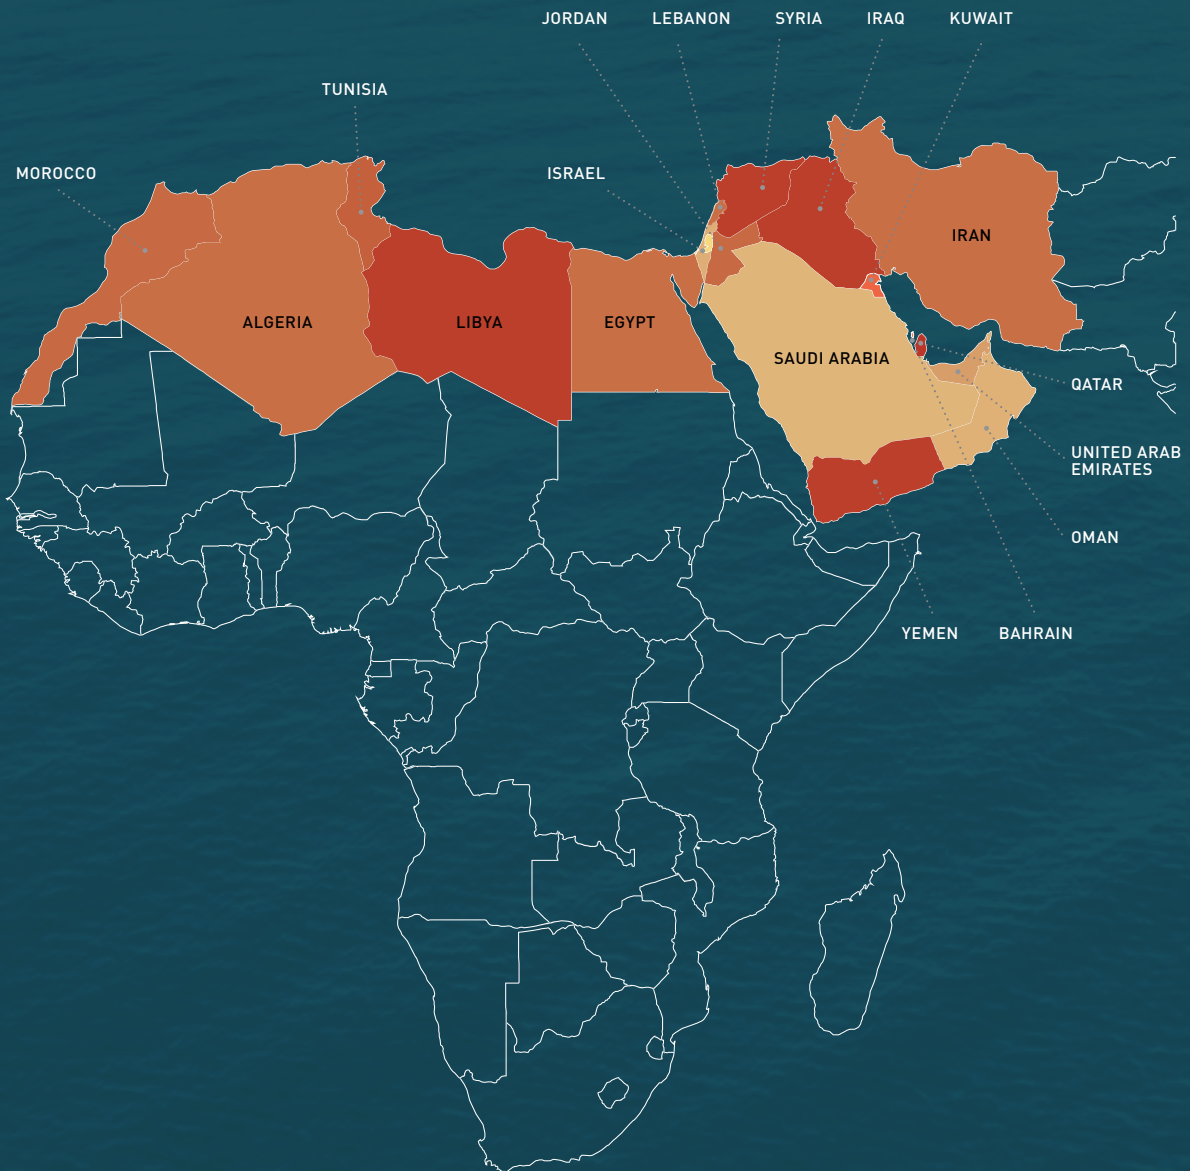 JORDAN
LEBANON
SYRIA
IRAQ
KUWAIT
TUNISIA
MOROCCO
ISRAEL
IRAN
ALGERIA
LIBYA
EGYPT
SAUDI ARABIA
QATAR
UNITED ARAB
EMIRATES
OMAN
YEMEN
BAHRAIN